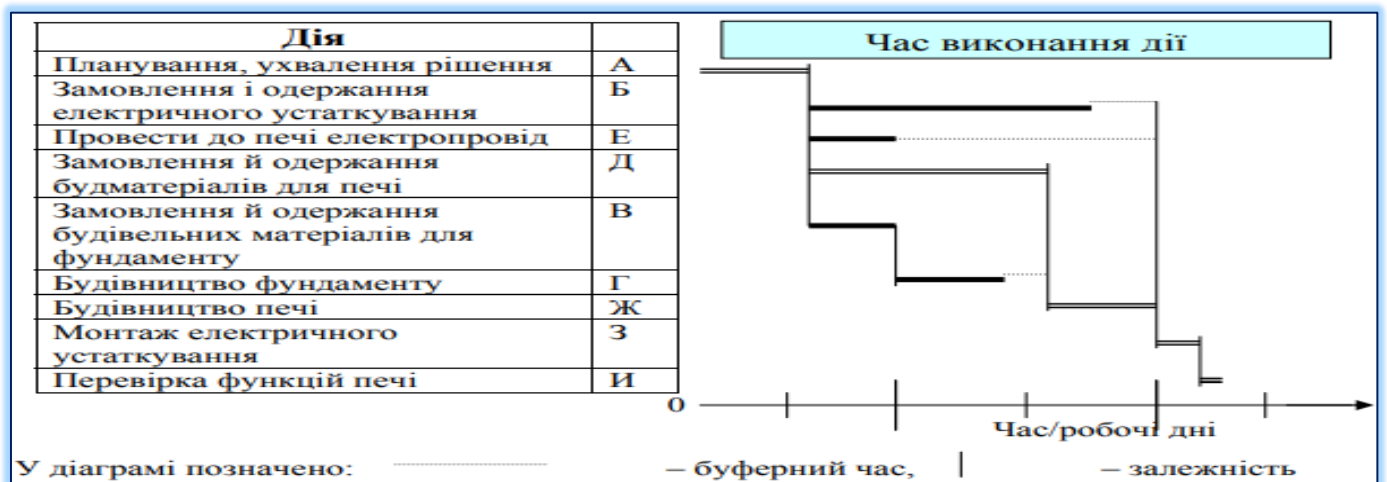 Дія
Час виконання дії
Планування, ухвалення рішення А
Замовлення і одержання Б
електричного устаткування
Провести до печі електропровід Е
Замовлення й одержання Д
будматеріалів для печі
Замовлення й одержання В
будівельних матеріалів для
фундаменту
Будівництво фундаменту Г
Будівництво печі Ж
Монтаж електричного З
устаткування
Перевірка функцій печі И
0
Час/робочі дні
У діаграмі позначено: – буферний час, – залежність